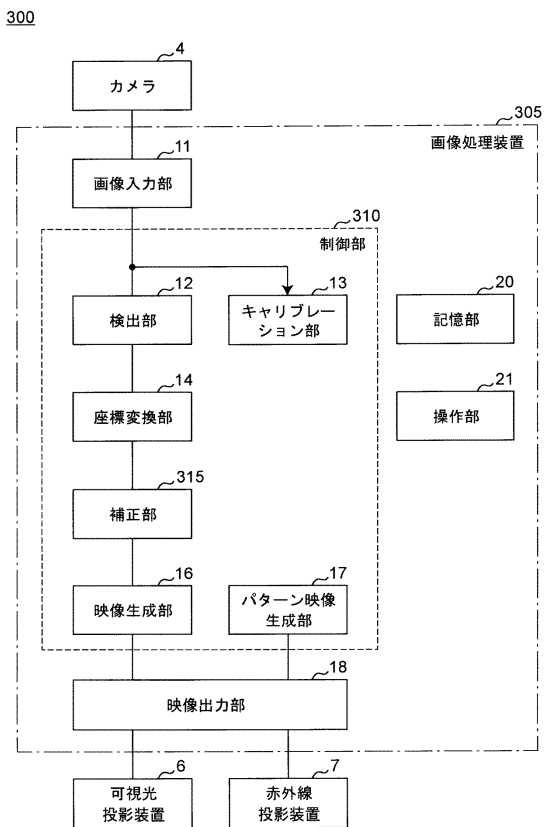 300
4
カメラ
305
画像処理装置
11
画像入力部
310
制御部
12
検出部
13
キャリブレー
ション部
20
記憶部
14
座標変換部
21
操作部
315
補正部
16
映像生成部
17
パターン映像
生成部
18
映像出力部
6
可視光
投影装置
7
赤外線
投影装置